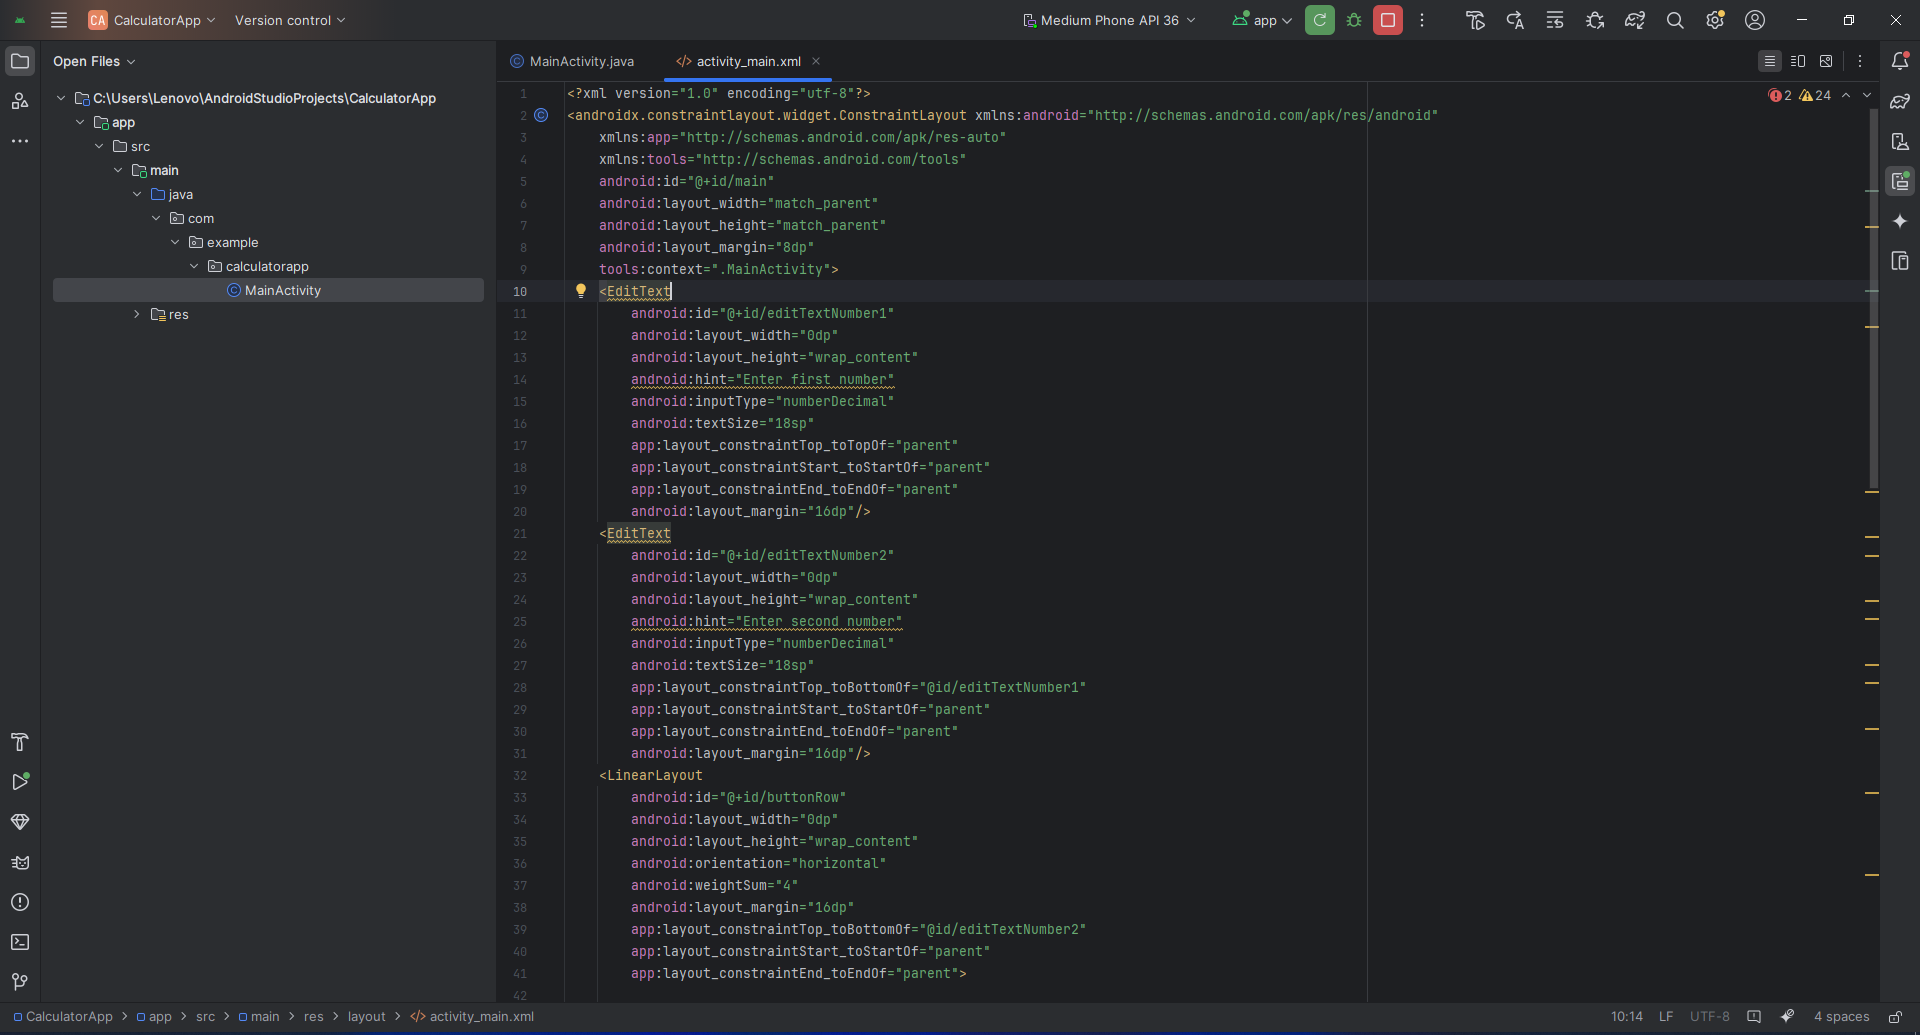 CA CalculatorApp Version control Medium Phone API 36 app
Open Files
C:\Users\Lenovo\AndroidStudioProjects\CalculatorApp
app
src
main
java
com
example
calculatorapp
MainActivity
res
MainActivity.java activity_main.xml
2 24
1 <?xml version="1.0" encoding="utf-8"?>
2 <androidx.constraintlayout.widget.ConstraintLayout xmlns:android="http://schemas.android.com/apk/res/android"
3 xmlns:app="http://schemas.android.com/apk/res-auto"
4 xmlns:tools="http://schemas.android.com/tools"
5 android:id="@+id/main"
6 android:layout_width="match_parent"
7 android:layout_height="match_parent"
8 android:layout_margin="8dp"
9 tools:context=".MainActivity">
10 <EditText
11 android:id="@+id/editTextNumber1"
12 android:layout_width="0dp"
13 android:layout_height="wrap_content"
14 android:hint="Enter first number"
15 android:inputType="numberDecimal"
16 android:textSize="18sp"
17 app:layout_constraintTop_toTopOf="parent"
18 app:layout_constraintStart_toStartOf="parent"
19 app:layout_constraintEnd_toEndOf="parent"
20 android:layout_margin="16dp"/>
21 <EditText
22 android:id="@+id/editTextNumber2"
23 android:layout_width="0dp"
24 android:layout_height="wrap_content"
25 android:hint="Enter second number"
26 android:inputType="numberDecimal"
27 android:textSize="18sp"
28 app:layout_constraintTop_toBottomOf="@id/editTextNumber1"
29 app:layout_constraintStart_toStartOf="parent"
30 app:layout_constraintEnd_toEndOf="parent"
31 android:layout_margin="16dp"/>
32 <LinearLayout
33 android:id="@+id/buttonRow"
34 android:layout_width="0dp"
35 android:layout_height="wrap_content"
36 android:orientation="horizontal"
37 android:weightSum="4"
38 android:layout_margin="16dp"
39 app:layout_constraintTop_toBottomOf="@id/editTextNumber2"
40 app:layout_constraintStart_toStartOf="parent"
41 app:layout_constraintEnd_toEndOf="parent">
42
CalculatorApp > app > src > main > res > layout > activity_main.xml 10:14 LF UTF-8 4 spaces